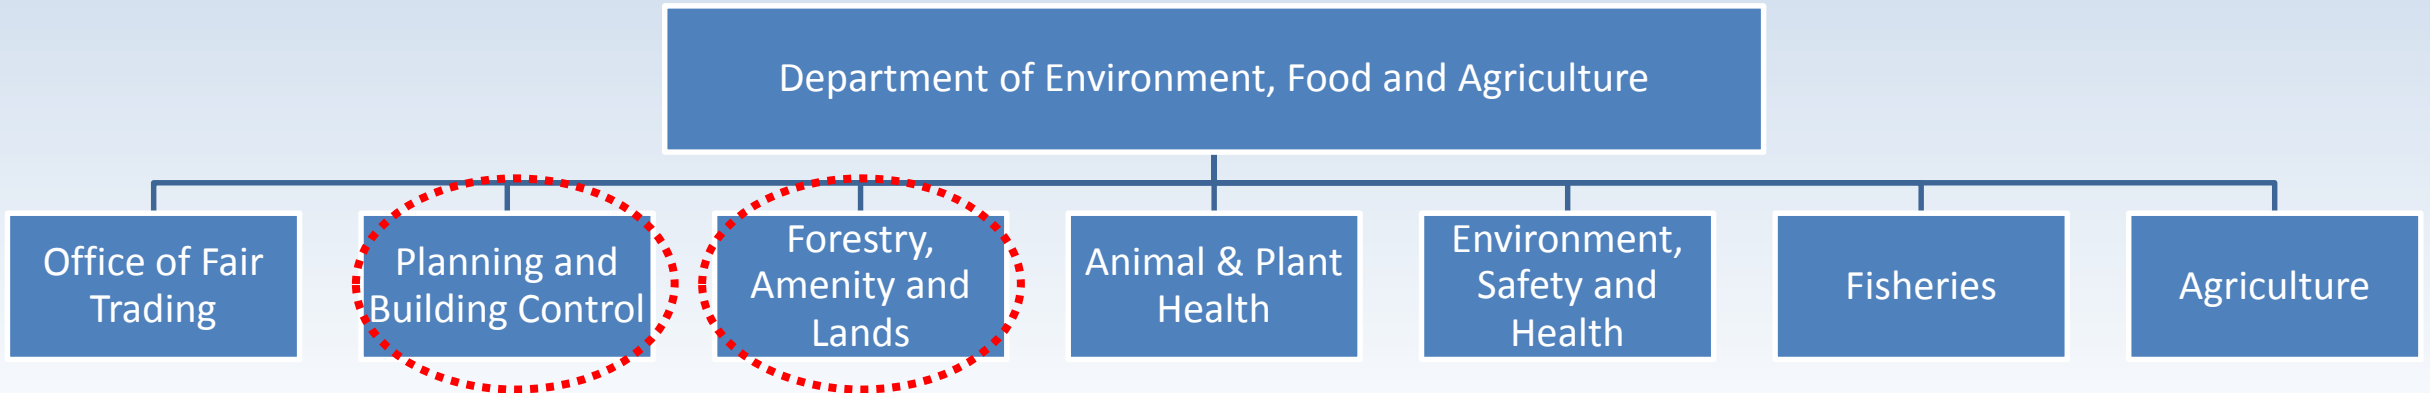 Department of Environment, Food and Agriculture
Office of Fair
Trading
Planning and
Building Control
Forestry,
Amenity and
Lands
Animal & Plant
Health
Environment,
Safety and
Health
Fisheries
Agriculture